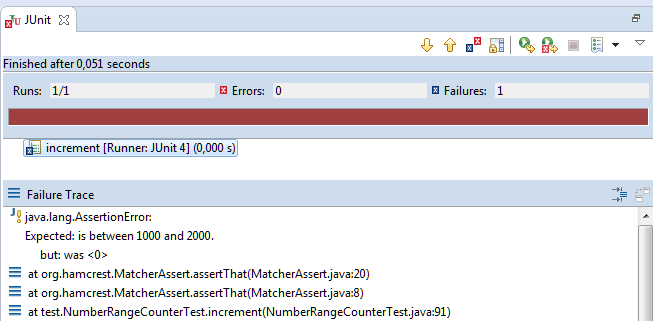 JUnit
Finished after 0,051 seconds
Runs: 1/1 Errors: 0 Failures: 1
increment [Runner: JUnit 4] (0,000 s)
Failure Trace
java.lang.AssertionError:
Expected: is between 1000 and 2000.
but: was <0>
at org.hamcrest.MatcherAssert.assertThat(MatcherAssert.java:20)
at org.hamcrest.MatcherAssert.assertThat(MatcherAssert.java:8)
at test.NumberRangeCounterTest.increment(NumberRangeCounterTest.java:91)